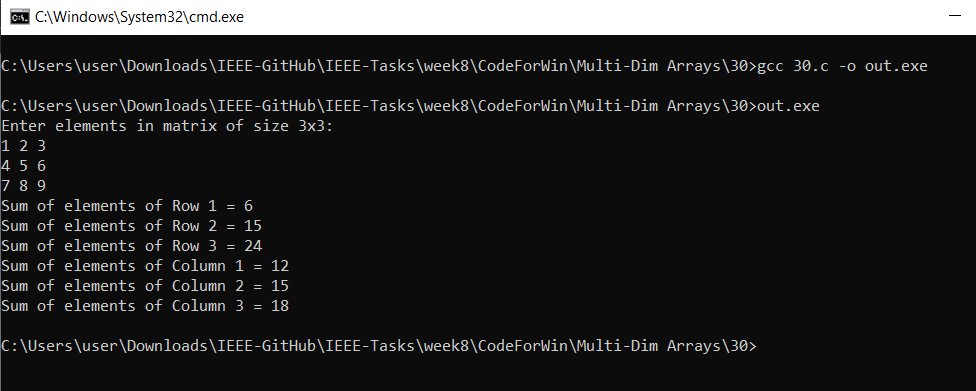 C:\Windows\System32\cmd.exe
C:\Users\user\Downloads\IEEE-GitHub\IEEE-Tasks\week8\CodeForWin\Multi-Dim Arrays\30>gcc 30.c -o out.exe
C:\Users\user\Downloads\IEEE-GitHub\IEEE-Tasks\week8\CodeForWin\Multi-Dim Arrays\30>out.exe
Enter elements in matrix of size 3x3:
1 2 3
4 5 6
7 8 9
Sum of elements of Row 1 = 6
Sum of elements of Row 2 = 15
Sum of elements of Row 3 = 24
Sum of elements of Column 1 = 12
Sum of elements of Column 2 = 15
Sum of elements of Column 3 = 18
C:\Users\user\Downloads\IEEE-GitHub\IEEE-Tasks\week8\CodeForWin\Multi-Dim Arrays\30>